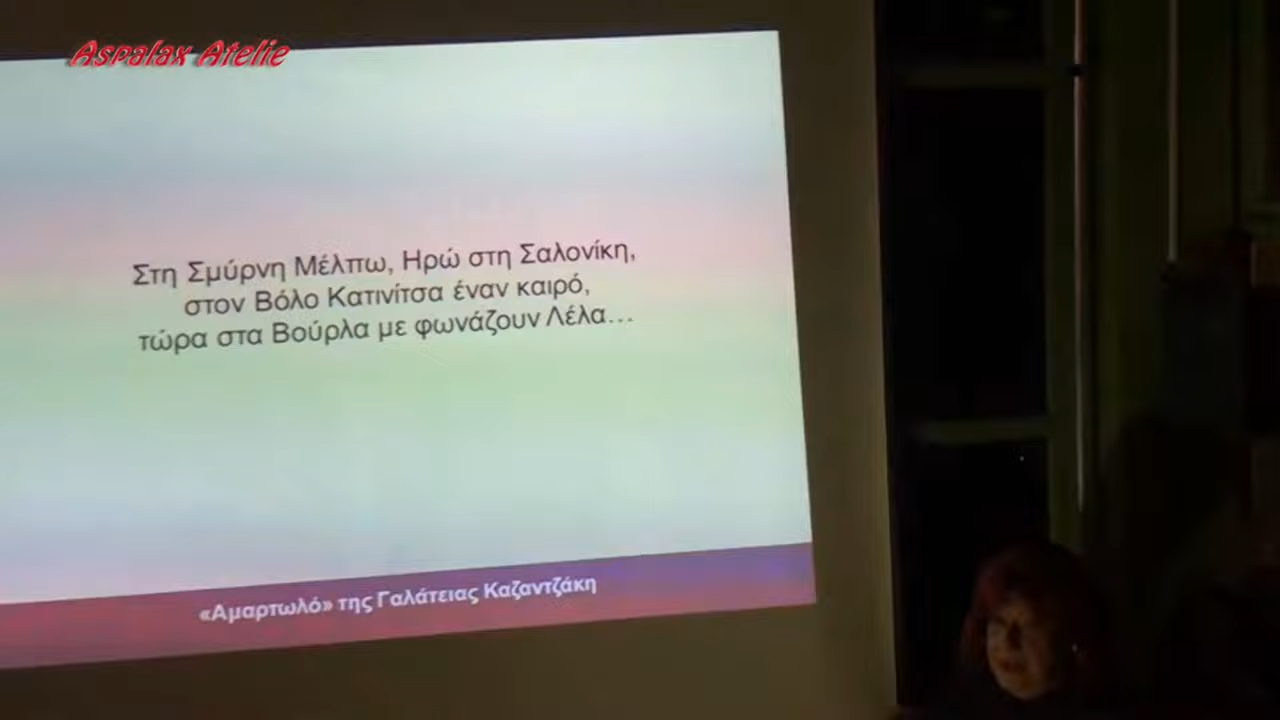 Aspalax Atelie
Στη Σμύρνη Μέλπω, Ηρώ στη Σαλονίκη,
στον Βόλο Κατινίτσα έναν καιρό,
τώρα στα Βούρλα με φωνάζουν Λέλα…
«Αμαρτωλό» της Γαλάτειας Καζαντζάκη